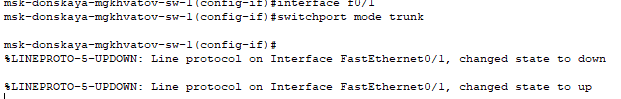 msk-donskaya-mgkhvatov-sw-1(config-if)#interface f0/1
msk-donskaya-mgkhvatov-sw-1(config-if)#switchport mode trunk
msk-donskaya-mgkhvatov-sw-1(config-if)#
%LINEPROTO-5-UPDOWN: Line protocol on Interface FastEthernet0/1, changed state to down
%LINEPROTO-5-UPDOWN: Line protocol on Interface FastEthernet0/1, changed state to up